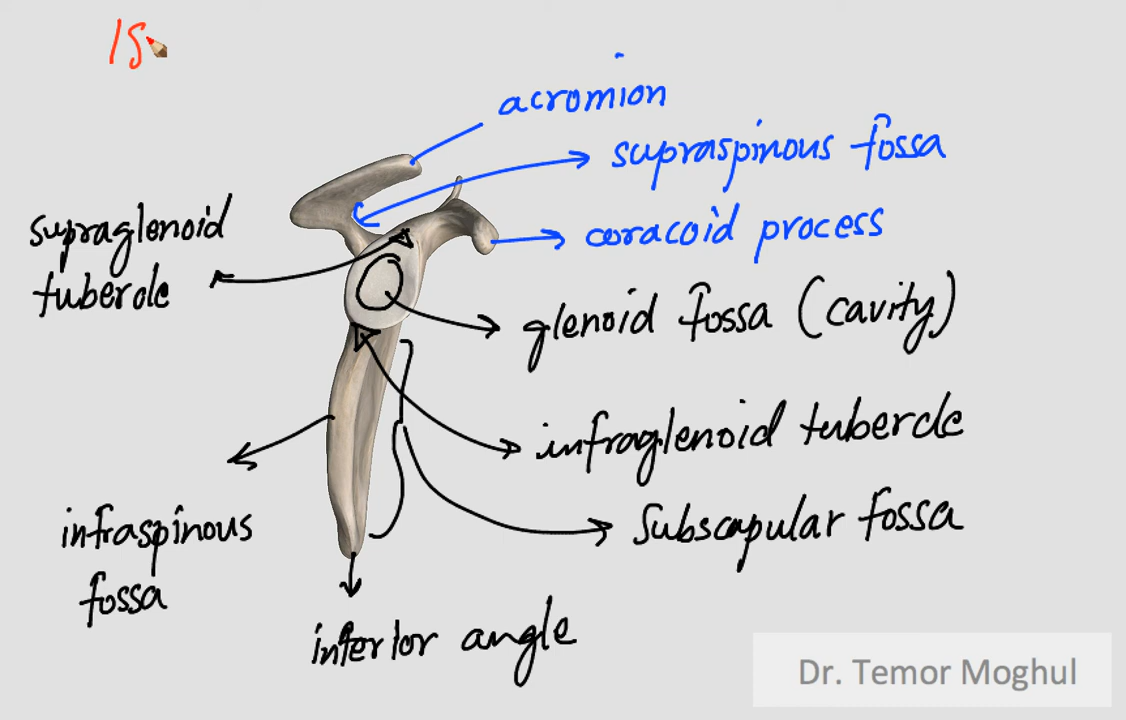 15
acromion
supraspinous fossa
coracoid process
supraglenoid
tubercle
glenoid fossa (cavity)
infraglenoid tubercle
subscapular fossa
infraspinous
fossa
inferior angle
Dr. Temor Moghul